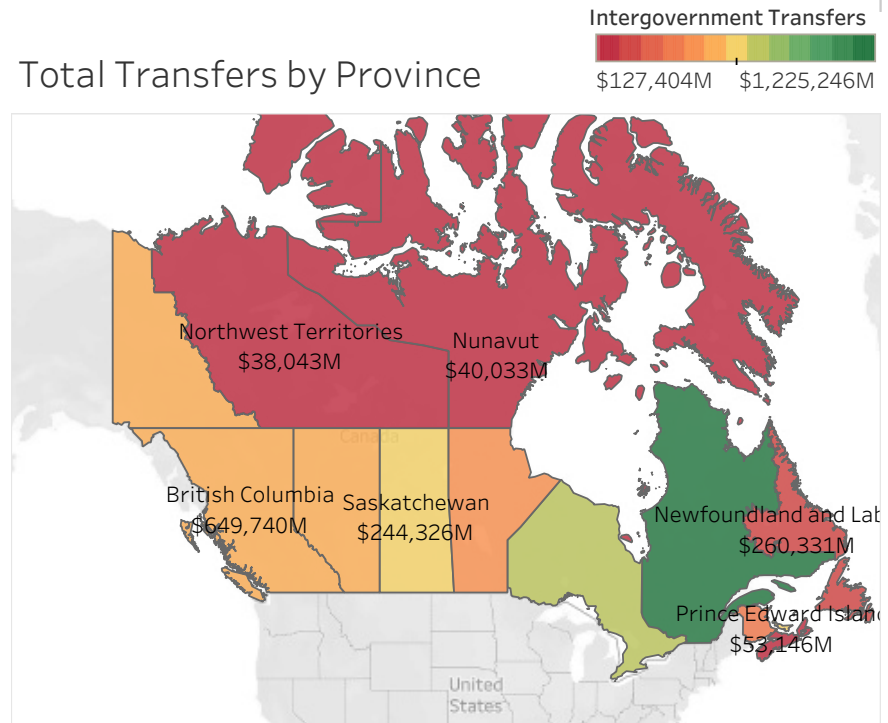 Intergovernment Transfers
$127,404M $1,225,246M
Total Transfers by Province
Northwest Territories
$38,043M
Nunavut
$40,033M
Canada
British Columbia
$649,740M
Saskatchewan
$244,326M
Newfoundland and Lab
$260,331M
Prince Edward Islan
$53,146M
United
States